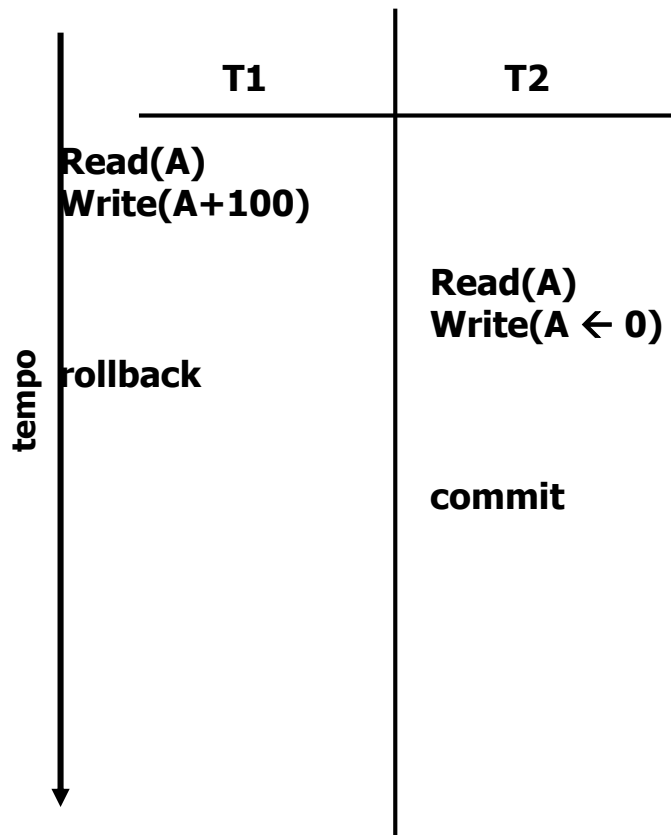 T1 T2
Read(A)
Write(A+100)
Read(A)
Write(A ← 0)
rollback
tempo
commit